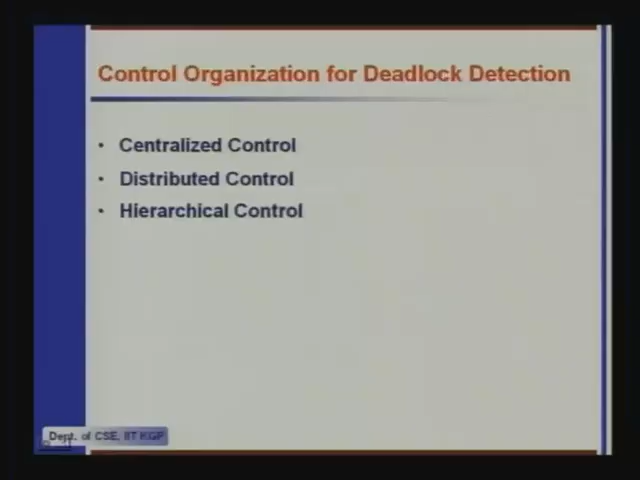 Control Organization for Deadlock Detection
• Centralized Control
• Distributed Control
• Hierarchical Control
Dept. of CSE, IIT KGP